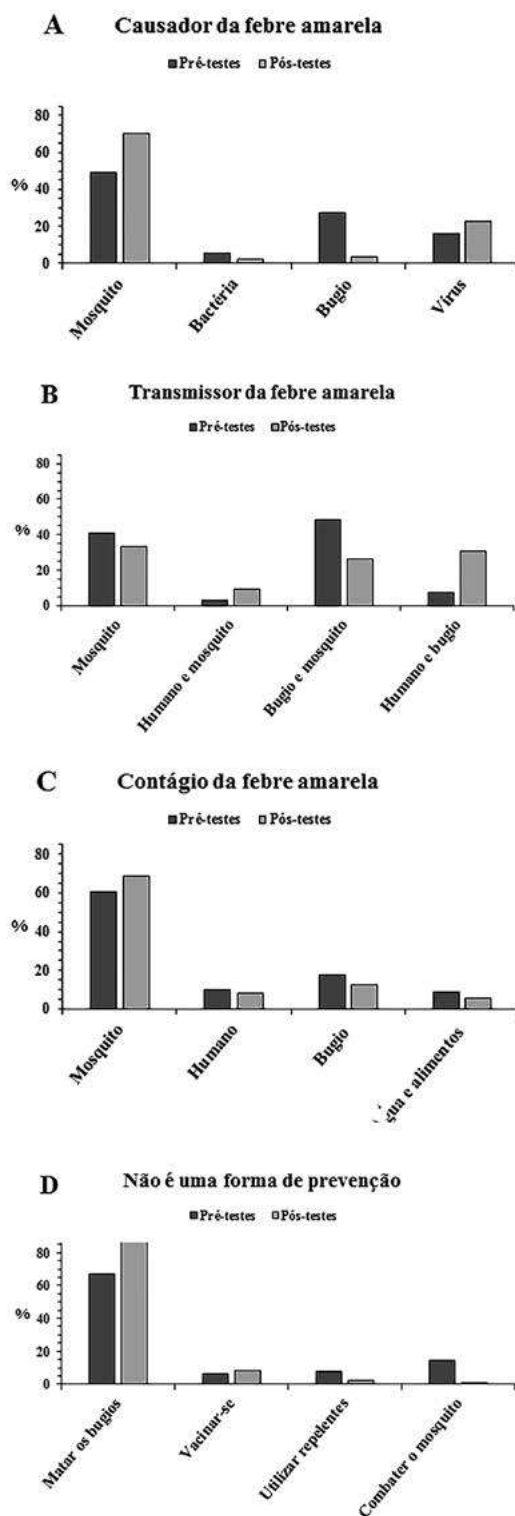 A Causador da febre amarela
Pré-testes Pós-testes
80
60
%
40
20
0
Mosquito
Bactéria
Bugio
Vírus
B Transmissor da febre amarela
Pré-testes Pós-testes
80
60
%
40
20
0
Mosquito
Humano e mosquito
Bugio e mosquito
Humano e bugio
C Contágio da febre amarela
Pré-testes Pós-testes
80
60
%
40
20
0
Mosquito
Humano
Bugio
e alimentos
D Não é uma forma de prevenção
Pré-testes Pós-testes
80
60
%
40
20
0
Matar os bugios
Vacinar-se
Utilizar repelentes
Combater o mosquito